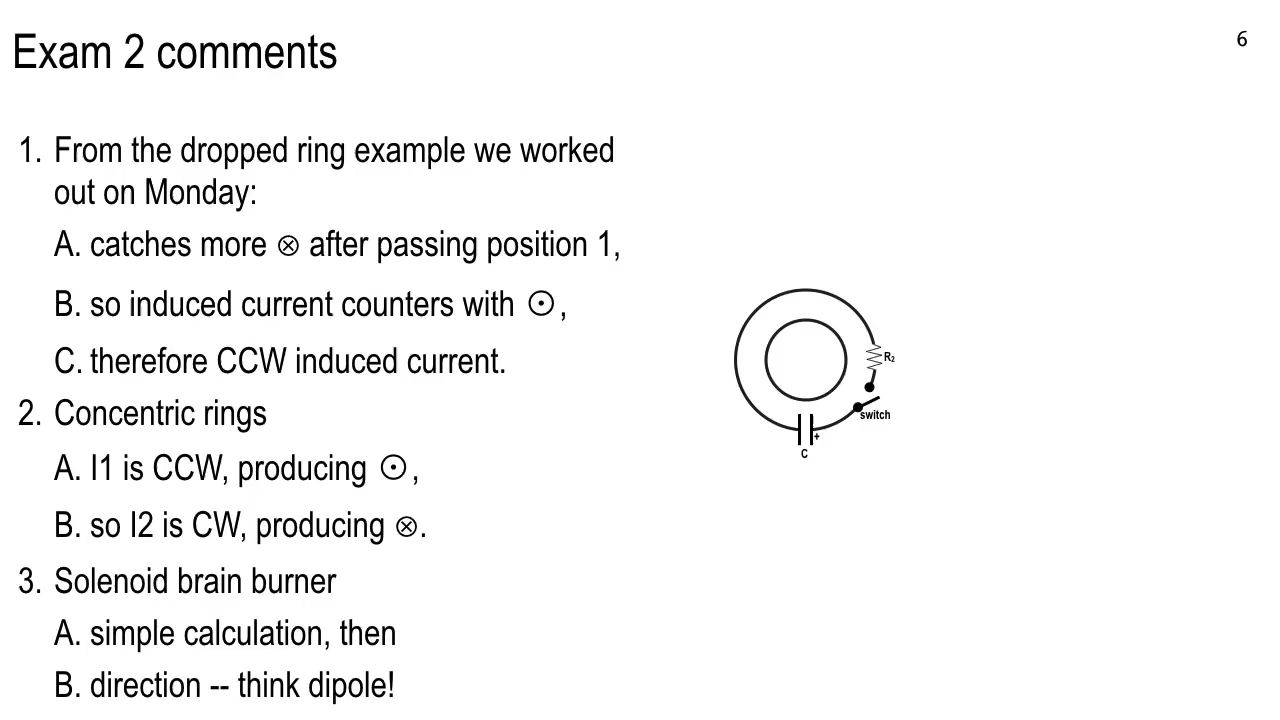 Exam 2 comments
6
1. From the dropped ring example we worked
out on Monday:
A. catches more ⊗ after passing position 1,
B. so induced current counters with ⊙,
C. therefore CCW induced current.
2. Concentric rings
A. I1 is CCW, producing ⊙,
B. so I2 is CW, producing ⊗.
3. Solenoid brain burner
A. simple calculation, then
B. direction -- think dipole!
R₂
switch
+
C